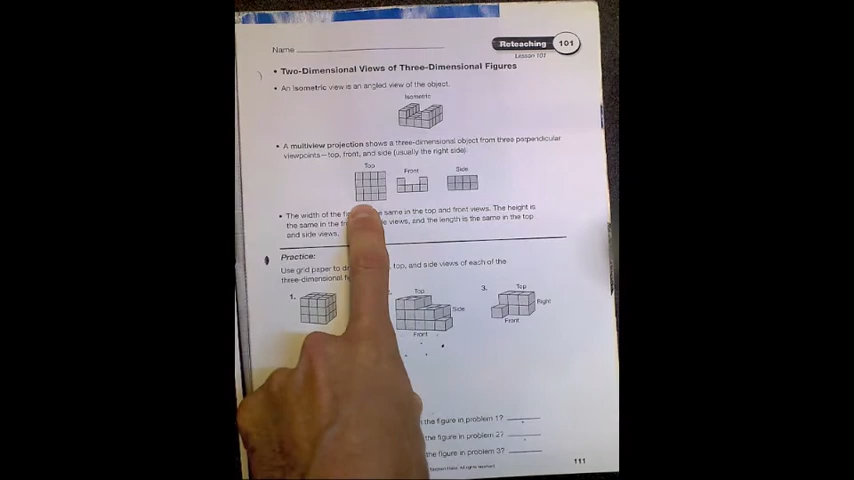 Name
Reteaching 101
Lesson 101
• Two-Dimensional Views of Three-Dimensional Figures
• An isometric view is an angled view of the object.
Isometric
• A multiview projection shows a three-dimensional object from three perpendicular
viewpoints—top, front, and side (usually the right side)
Top Front Side
• The width of the same in the top and front views. The height is
the same in the views, and the length is the same in the top
and side views.
Practice:
Use grid paper to top, and side views of each of the
three-dimensional
1. Top Side Front
3. Top Right Front
the figure in problem 1?
the figure in problem 2?
the figure in problem 3?
All rights reserved.
111